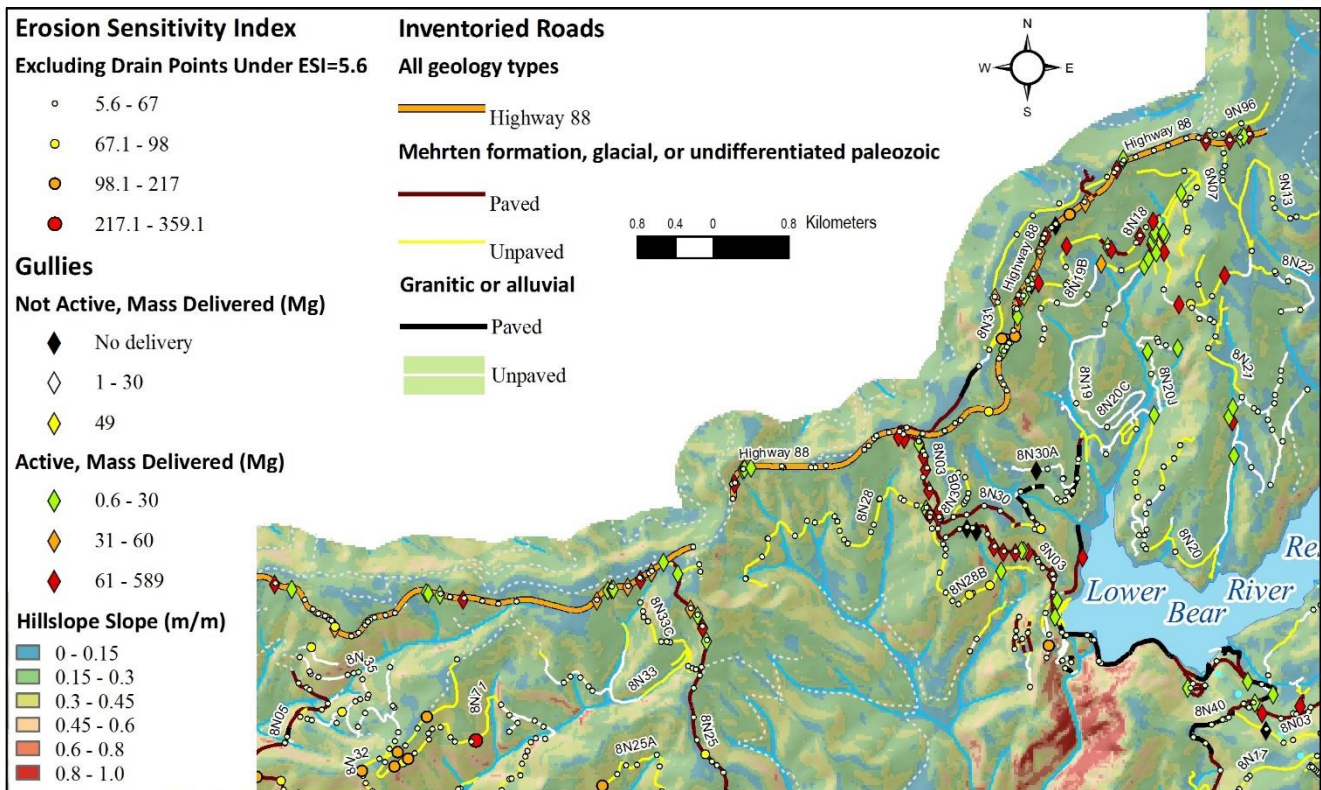 Erosion Sensitivity Index
Excluding Drain Points Under ESI=5.6
5.6 - 67
67.1 - 98
98.1 - 217
217.1 - 359.1
Gullies
Not Active, Mass Delivered (Mg)
No delivery
1 - 30
49
Active, Mass Delivered (Mg)
0.6 - 30
31 - 60
61 - 589
Hillslope Slope (m/m)
0 - 0.15
0.15 - 0.3
0.3 - 0.45
0.45 - 0.6
0.6 - 0.8
0.8 - 1.0
Inventoried Roads
All geology types
Highway 88
Mehrten formation, glacial, or undifferentiated paleozoic
Paved
Unpaved
Granitic or alluvial
Paved
Unpaved
N
W E
S
0.8 0.4 0 0.8 Kilometers
9N96
Highway 88
8N07
9N13
8N18
Highway 88
8N19B
8N22
8N31
8N19
8N20C
8N20J
8N21
Highway 88
8N03
8N30A
8N30B
8N28
8N30
8N20
8N03
8N28B
Lower
Bear
River
Re
8N33C
8N35
8N33
8N71
8N05
8N25
8N40
8N03
8N32
8N25A
8N17